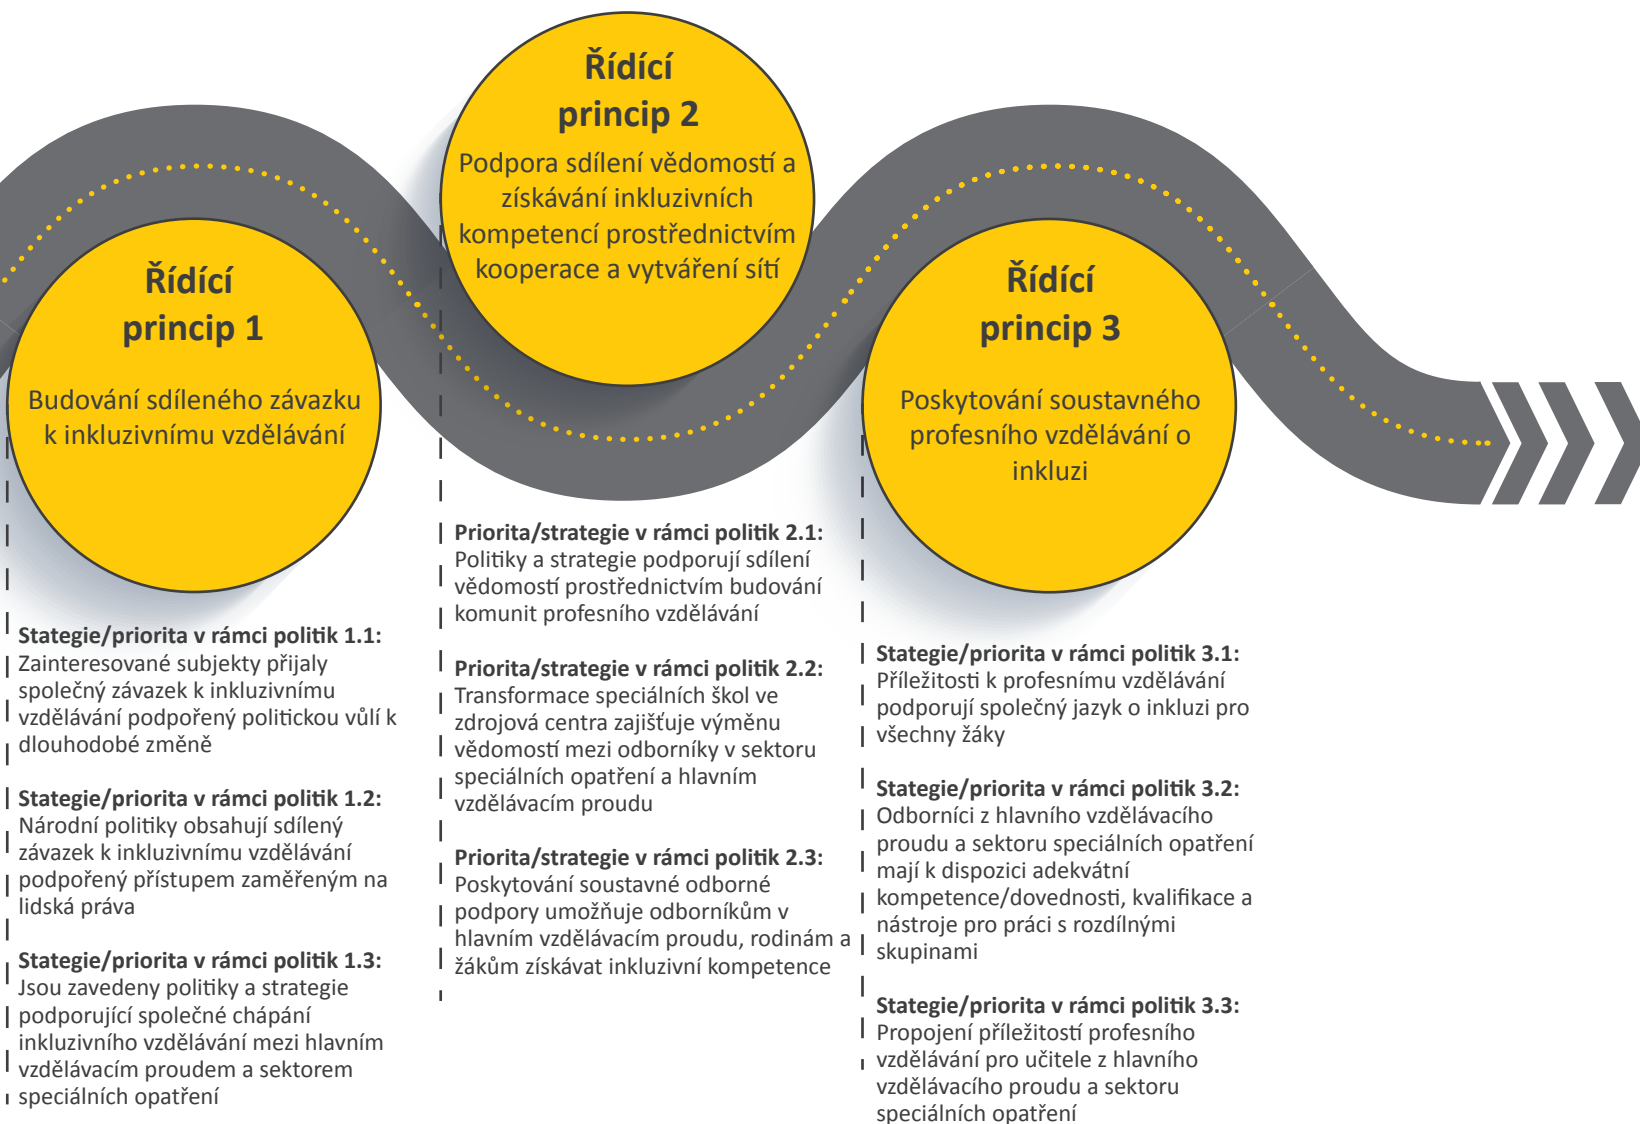 Řídící
princip 1
Budování sdíleného závazku
k inkluzivnímu vzdělávání
Stategie/priorita v rámci politik 1.1:
Zainteresované subjekty přijaly
společný závazek k inkluzivnímu
vzdělávání podpořený politickou vůlí k
dlouhodobé změně
Stategie/priorita v rámci politik 1.2:
Národní politiky obsahují sdílený
závazek k inkluzivnímu vzdělávání
podpořený přístupem zaměřeným na
lidská práva
Stategie/priorita v rámci politik 1.3:
Jsou zavedeny politiky a strategie
podporující společné chápání
inkluzivního vzdělávání mezi hlavním
vzdělávacím proudem a sektorem
speciálních opatření
Řídící
princip 2
Podpora sdílení vědomostí a
získávání inkluzivních
kompetencí prostřednictvím
kooperace a vytváření sítí
Priorita/strategie v rámci politik 2.1:
Politiky a strategie podporují sdílení
vědomostí prostřednictvím budování
komunit profesního vzdělávání
Priorita/strategie v rámci politik 2.2:
Transformace speciálních škol ve
zdrojová centra zajišťuje výměnu
vědomostí mezi odborníky v sektoru
speciálních opatření a hlavním
vzdělávacím proudu
Priorita/strategie v rámci politik 2.3:
Poskytování soustavné odborné
podpory umožňuje odborníkům v
hlavním vzdělávacím proudu, rodinám a
žákům získávat inkluzivní kompetence
Řídící
princip 3
Poskytování soustavného
profesního vzdělávání o
inkluzi
Stategie/priorita v rámci politik 3.1:
Příležitosti k profesnímu vzdělávání
podporují společný jazyk o inkluzi pro
všechny žáky
Stategie/priorita v rámci politik 3.2:
Odborníci z hlavního vzdělávacího
proudu a sektoru speciálních opatření
mají k dispozici adekvátní
kompetence/dovednosti, kvalifikace a
nástroje pro práci s rozdílnými
skupinami
Stategie/priorita v rámci politik 3.3:
Propojení příležitostí profesního
vzdělávání pro učitele z hlavního
vzdělávacího proudu a sektoru
speciálních opatření